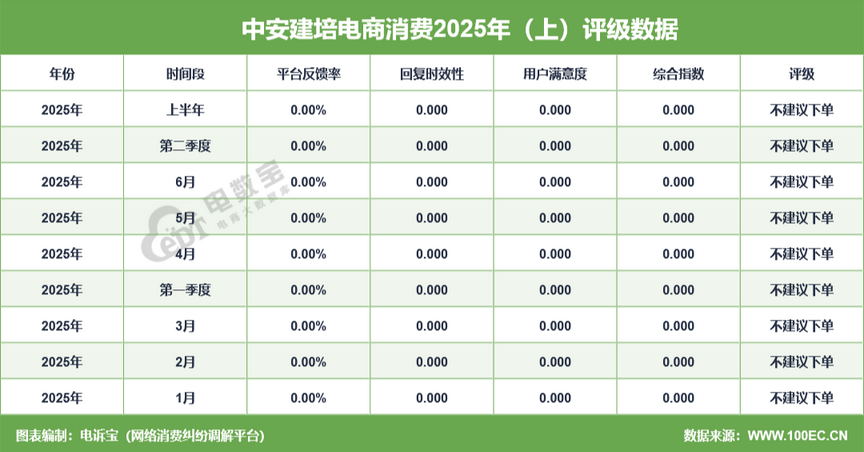 中安建培电商消费2025年（上）评级数据
年份 时间段 平台反馈率 回复时效性 用户满意度 综合指数 评级
2025年 上半年 0.00% 0.000 0.000 0.000 不建议下单
2025年 第二季度 0.00% 0.000 0.000 0.000 不建议下单
2025年 6月 0.00% 0.000 0.000 0.000 不建议下单
2025年 5月 0.00% 0.000 0.000 0.000 不建议下单
2025年 4月 0.00% 0.000 0.000 0.000 不建议下单
2025年 第一季度 0.00% 0.000 0.000 0.000 不建议下单
2025年 3月 0.00% 0.000 0.000 0.000 不建议下单
2025年 2月 0.00% 0.000 0.000 0.000 不建议下单
2025年 1月 0.00% 0.000 0.000 0.000 不建议下单
电数宝
电商大数据库
EDT
图表编制：电诉宝（网络消费纠纷调解平台） 数据来源：WWW.100EC.CN